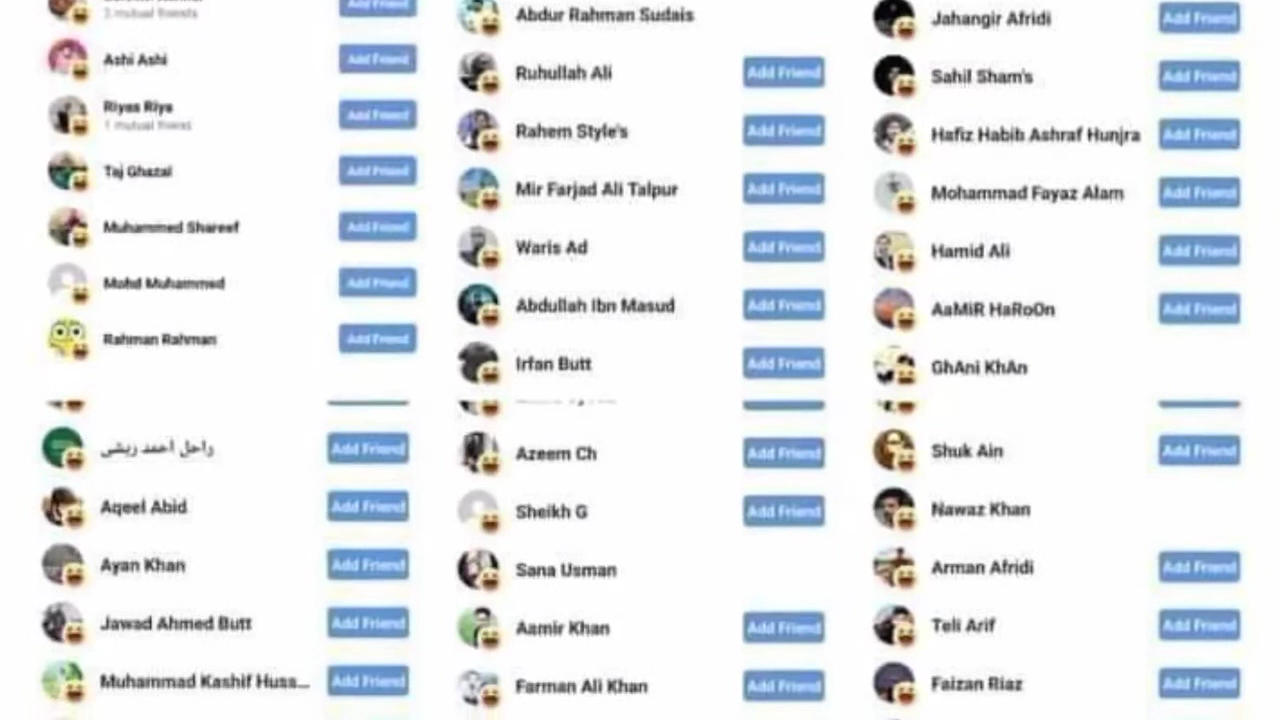 3 mutual friends
Add Friend
Ashi Ashi
Add Friend
Riyas Riya
1 mutual friend
Add Friend
Taj Ghazal
Add Friend
Muhammed Shareef
Add Friend
Mohd Muhammed
Add Friend
Rahman Rahman
Add Friend
Abdur Rahman Sudais
Ruhullah Ali
Add Friend
Rahem Style's
Add Friend
Mir Farjad Ali Talpur
Add Friend
Waris Ad
Add Friend
Abdullah Ibn Masud
Add Friend
Irfan Butt
Add Friend
Jahangir Afridi
Add Friend
Sahil Sham's
Add Friend
Hafiz Habib Ashraf Hunjra
Add Friend
Mohammad Fayaz Alam
Add Friend
Hamid Ali
Add Friend
AaMiR HaRoOn
Add Friend
GhAni KhAn
راحل احمد ریشی
Add Friend
Aqeel Abid
Add Friend
Ayan Khan
Add Friend
Jawad Ahmed Butt
Add Friend
Muhammad Kashif Huss...
Add Friend
Azeem Ch
Add Friend
Sheikh G
Add Friend
Sana Usman
Aamir Khan
Add Friend
Farman Ali Khan
Add Friend
Shuk Ain
Add Friend
Nawaz Khan
Arman Afridi
Add Friend
Teli Arif
Add Friend
Faizan Riaz
Add Friend